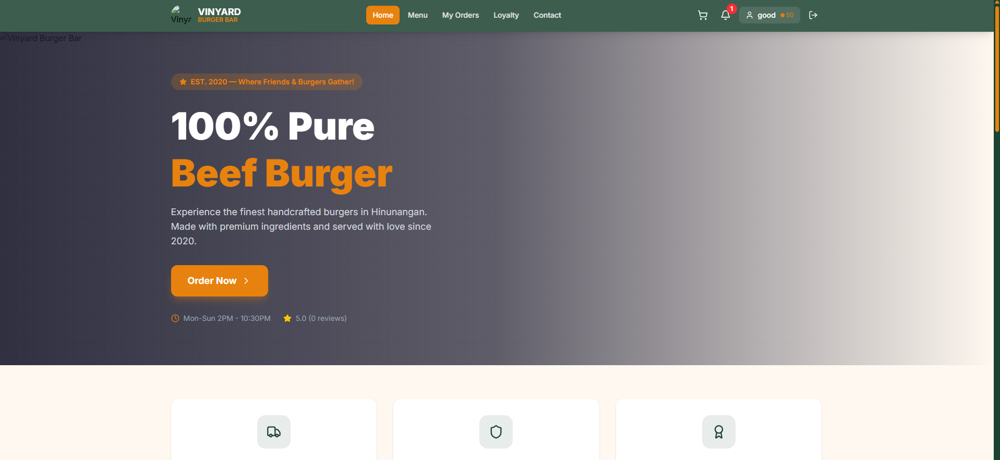 Vinya
VINYARD
BURGER BAR
Home
Menu
My Orders
Loyalty
Contact
1
good
50
Vinyard Burger Bar
EST. 2020 — Where Friends & Burgers Gather!
100% Pure
Beef Burger
Experience the finest handcrafted burgers in Hinunangan.
Made with premium ingredients and served with love since
2020.
Order Now
Mon-Sun 2PM - 10:30PM
5.0 (0 reviews)